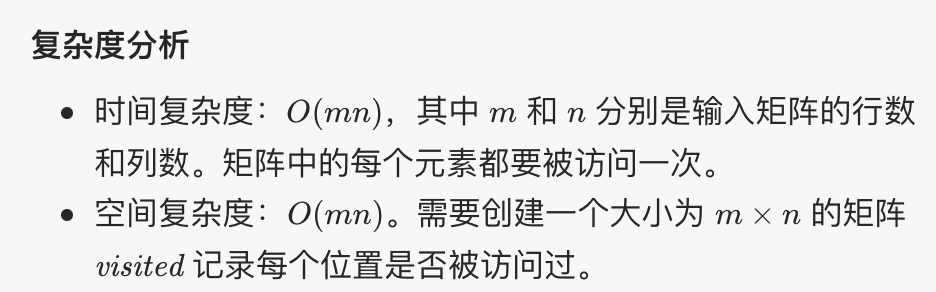 复杂度分析
• 时间复杂度：O(mn)，其中 m 和 n 分别是输入矩阵的行数
和列数。矩阵中的每个元素都要被访问一次。
• 空间复杂度：O(mn)。需要创建一个大小为 m × n 的矩阵
visited 记录每个位置是否被访问过。